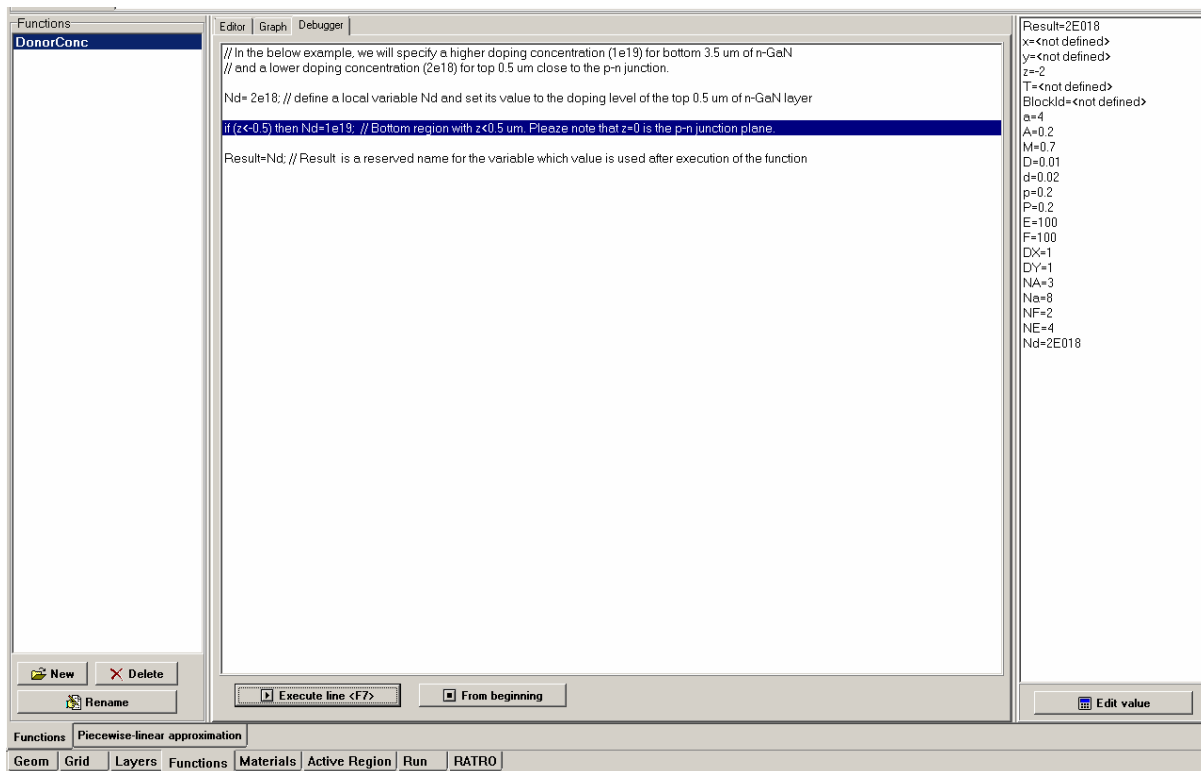 Functions
DonorConc
Editor Graph Debugger
// In the below example, we will specify a higher doping concentration (1e19) for bottom 3.5 um of n-GaN
// and a lower doping concentration (2e18) for top 0.5 um close to the p-n junction.
Nd= 2e18; // define a local variable Nd and set its value to the doping level of the top 0.5 um of n-GaN layer
if (z<-0.5) then Nd=1e19; // Bottom region with z<0.5 um. Pleaze note that z=0 is the p-n junction plane.
Result=Nd; // Result is a reserved name for the variable which value is used after execution of the function
Result=2E018
x=<not defined>
y=<not defined>
z=-2
T=<not defined>
BlockId=<not defined>
a=4
A=0.2
M=0.7
D=0.01
d=0.02
p=0.2
P=0.2
E=100
F=100
DX=1
DY=1
NA=3
Na=8
NF=2
NE=4
Nd=2E018
New Delete
Rename
Execute line <F7> From beginning
Edit value
Functions Piecewise-linear approximation
Geom Grid Layers Functions Materials Active Region Run RATRO